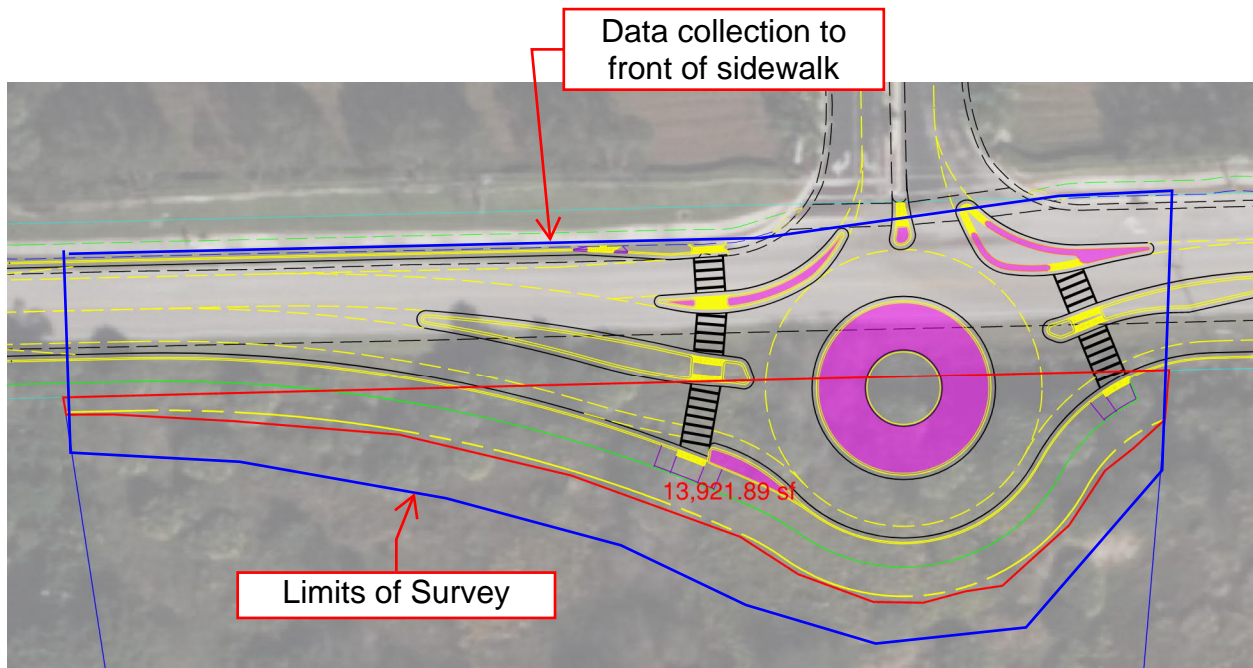 Data collection to
front of sidewalk
13,921.89 sf
Limits of Survey